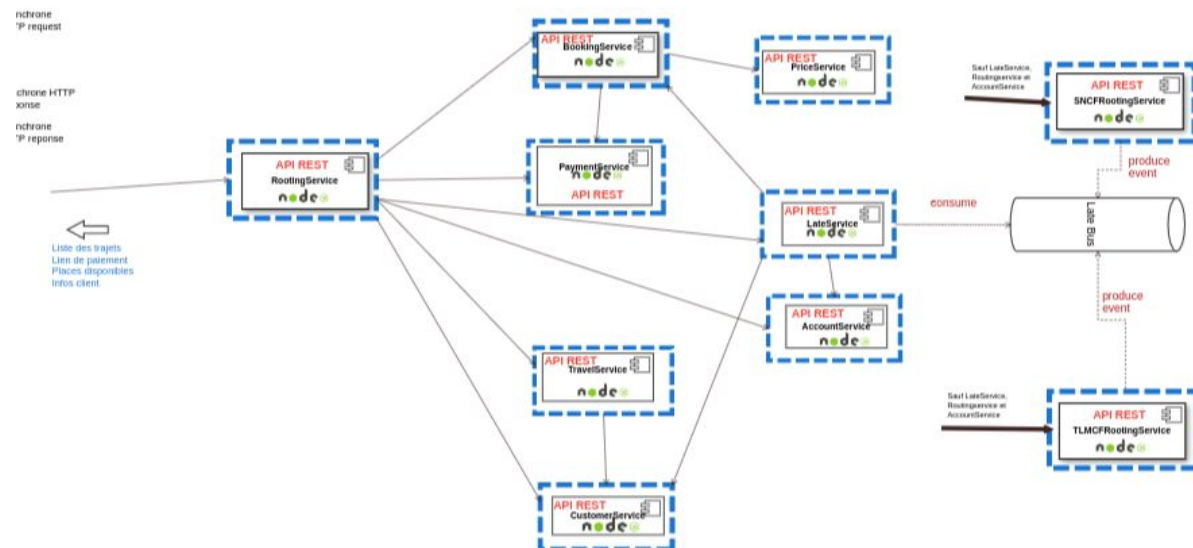 nchrone
P request
chrone HTTP
onse
nchrone
P reponse
Liste des trajets
Lien de paiement
Places disponibles
Infos client
API REST
RootingService
node
API REST
BookingService
node
API REST
PriceService
node
PaymentService
node
API REST
API REST
LateService
node
API REST
AccountService
node
API REST
TravelService
node
API REST
CustomerService
node
consume
Late Bus
Sauf LateService,
Routingservice et
AccountService
API REST
SNCFRootingService
node
produce
event
produce
event
Sauf LateService,
Routingservice et
AccountService
API REST
TLMCFRootingService
node